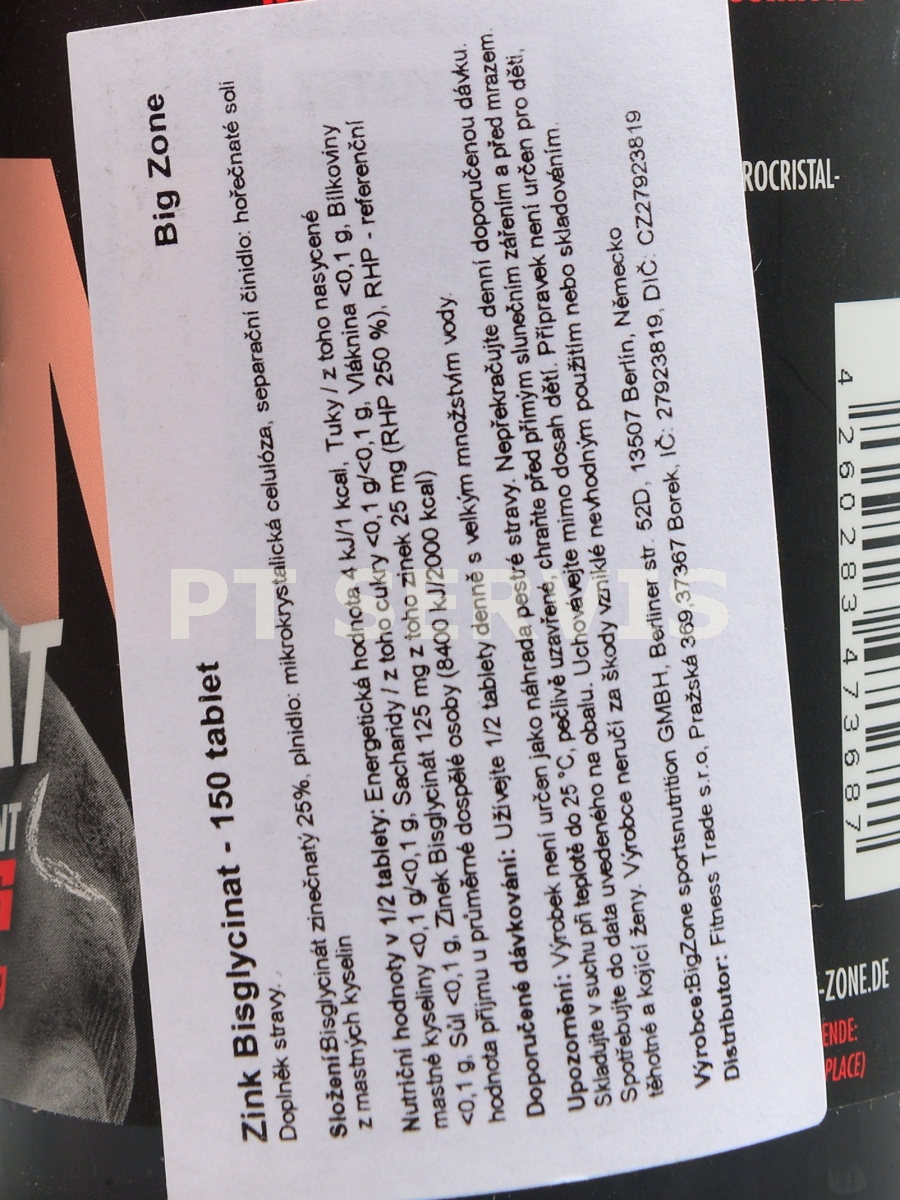 Big Zone
Zink Bisglycinat - 150 tablet
Doplněk stravy.
Složení Bisglycinát zinečnatý 25%, plnidlo: mikrokrystalická celulóza, separační činidlo: hořečnaté soli
z mastných kyselin
Nutriční hodnoty v 1/2 tablety: Energetická hodnota 4 kJ/1 kcal, Tuky / z toho nasycené
mastné kyseliny <0,1 g/<0,1 g, Sacharidy / z toho cukry <0,1 g/<0,1 g, Vláknina <0,1 g, Bílkoviny
<0,1 g, Sůl <0,1 g, Zinek Bisglycinát 125 mg z toho zinek 25 mg (RHP 250 %), RHP - referenční
hodnota příjmu u průměrné dospělé osoby (8400 kJ/2000 kcal)
Doporučené dávkování: Užívejte 1/2 tablety denně s velkým množstvím vody.
Upozornění: Výrobek není určen jako náhrada pestré stravy. Nepřekračujte denní doporučenou dávku.
Skladujte v suchu při teplotě do 25 °C, pečlivě uzavřené, chraňte před přímým slunečním zářením a před mrazem.
Spotřebujte do data uvedeného na obalu. Uchovávejte mimo dosah dětí. Přípravek není určen pro děti,
těhotné a kojící ženy. Výrobce neručí za škody vzniklé nevhodným použitím nebo skladováním.
Výrobce:BigZone sportsnutrition GMBH, Berliner str. 52D, 13507 Berlín, Německo
Distributor: Fitness Trade s.r.o, Pražská 369,37367 Borek, IČ: 27923819, DIČ: CZ27923819
PT SERVIS
ROCRISTAL-
4 260283 473687
-ZONE.DE
ENDE:
PLACE)
AT
NT